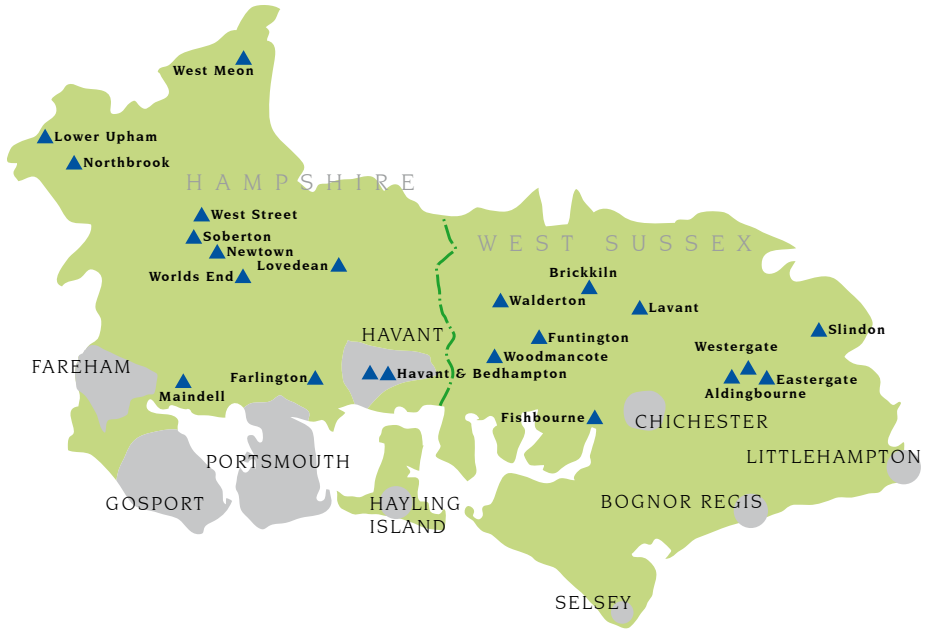 West Meon
Lower Upham
Northbrook
HAMPSHIRE
West Street
Soberton
Newtown
Lovedean
Worlds End
WEST SUSSEX
Brickkiln
Walderton
Lavant
Slindon
HAVANT
Funtington
Westergate
Woodmancote
FAREHAM
Farlington
Havant & Bedhampton
Eastergate
Maindell
Aldingbourne
Fishbourne
CHICHESTER
LITTLEHAMPTON
PORTSMOUTH
GOSPORT
HAYLING
ISLAND
BOGNOR REGIS
SELSEY